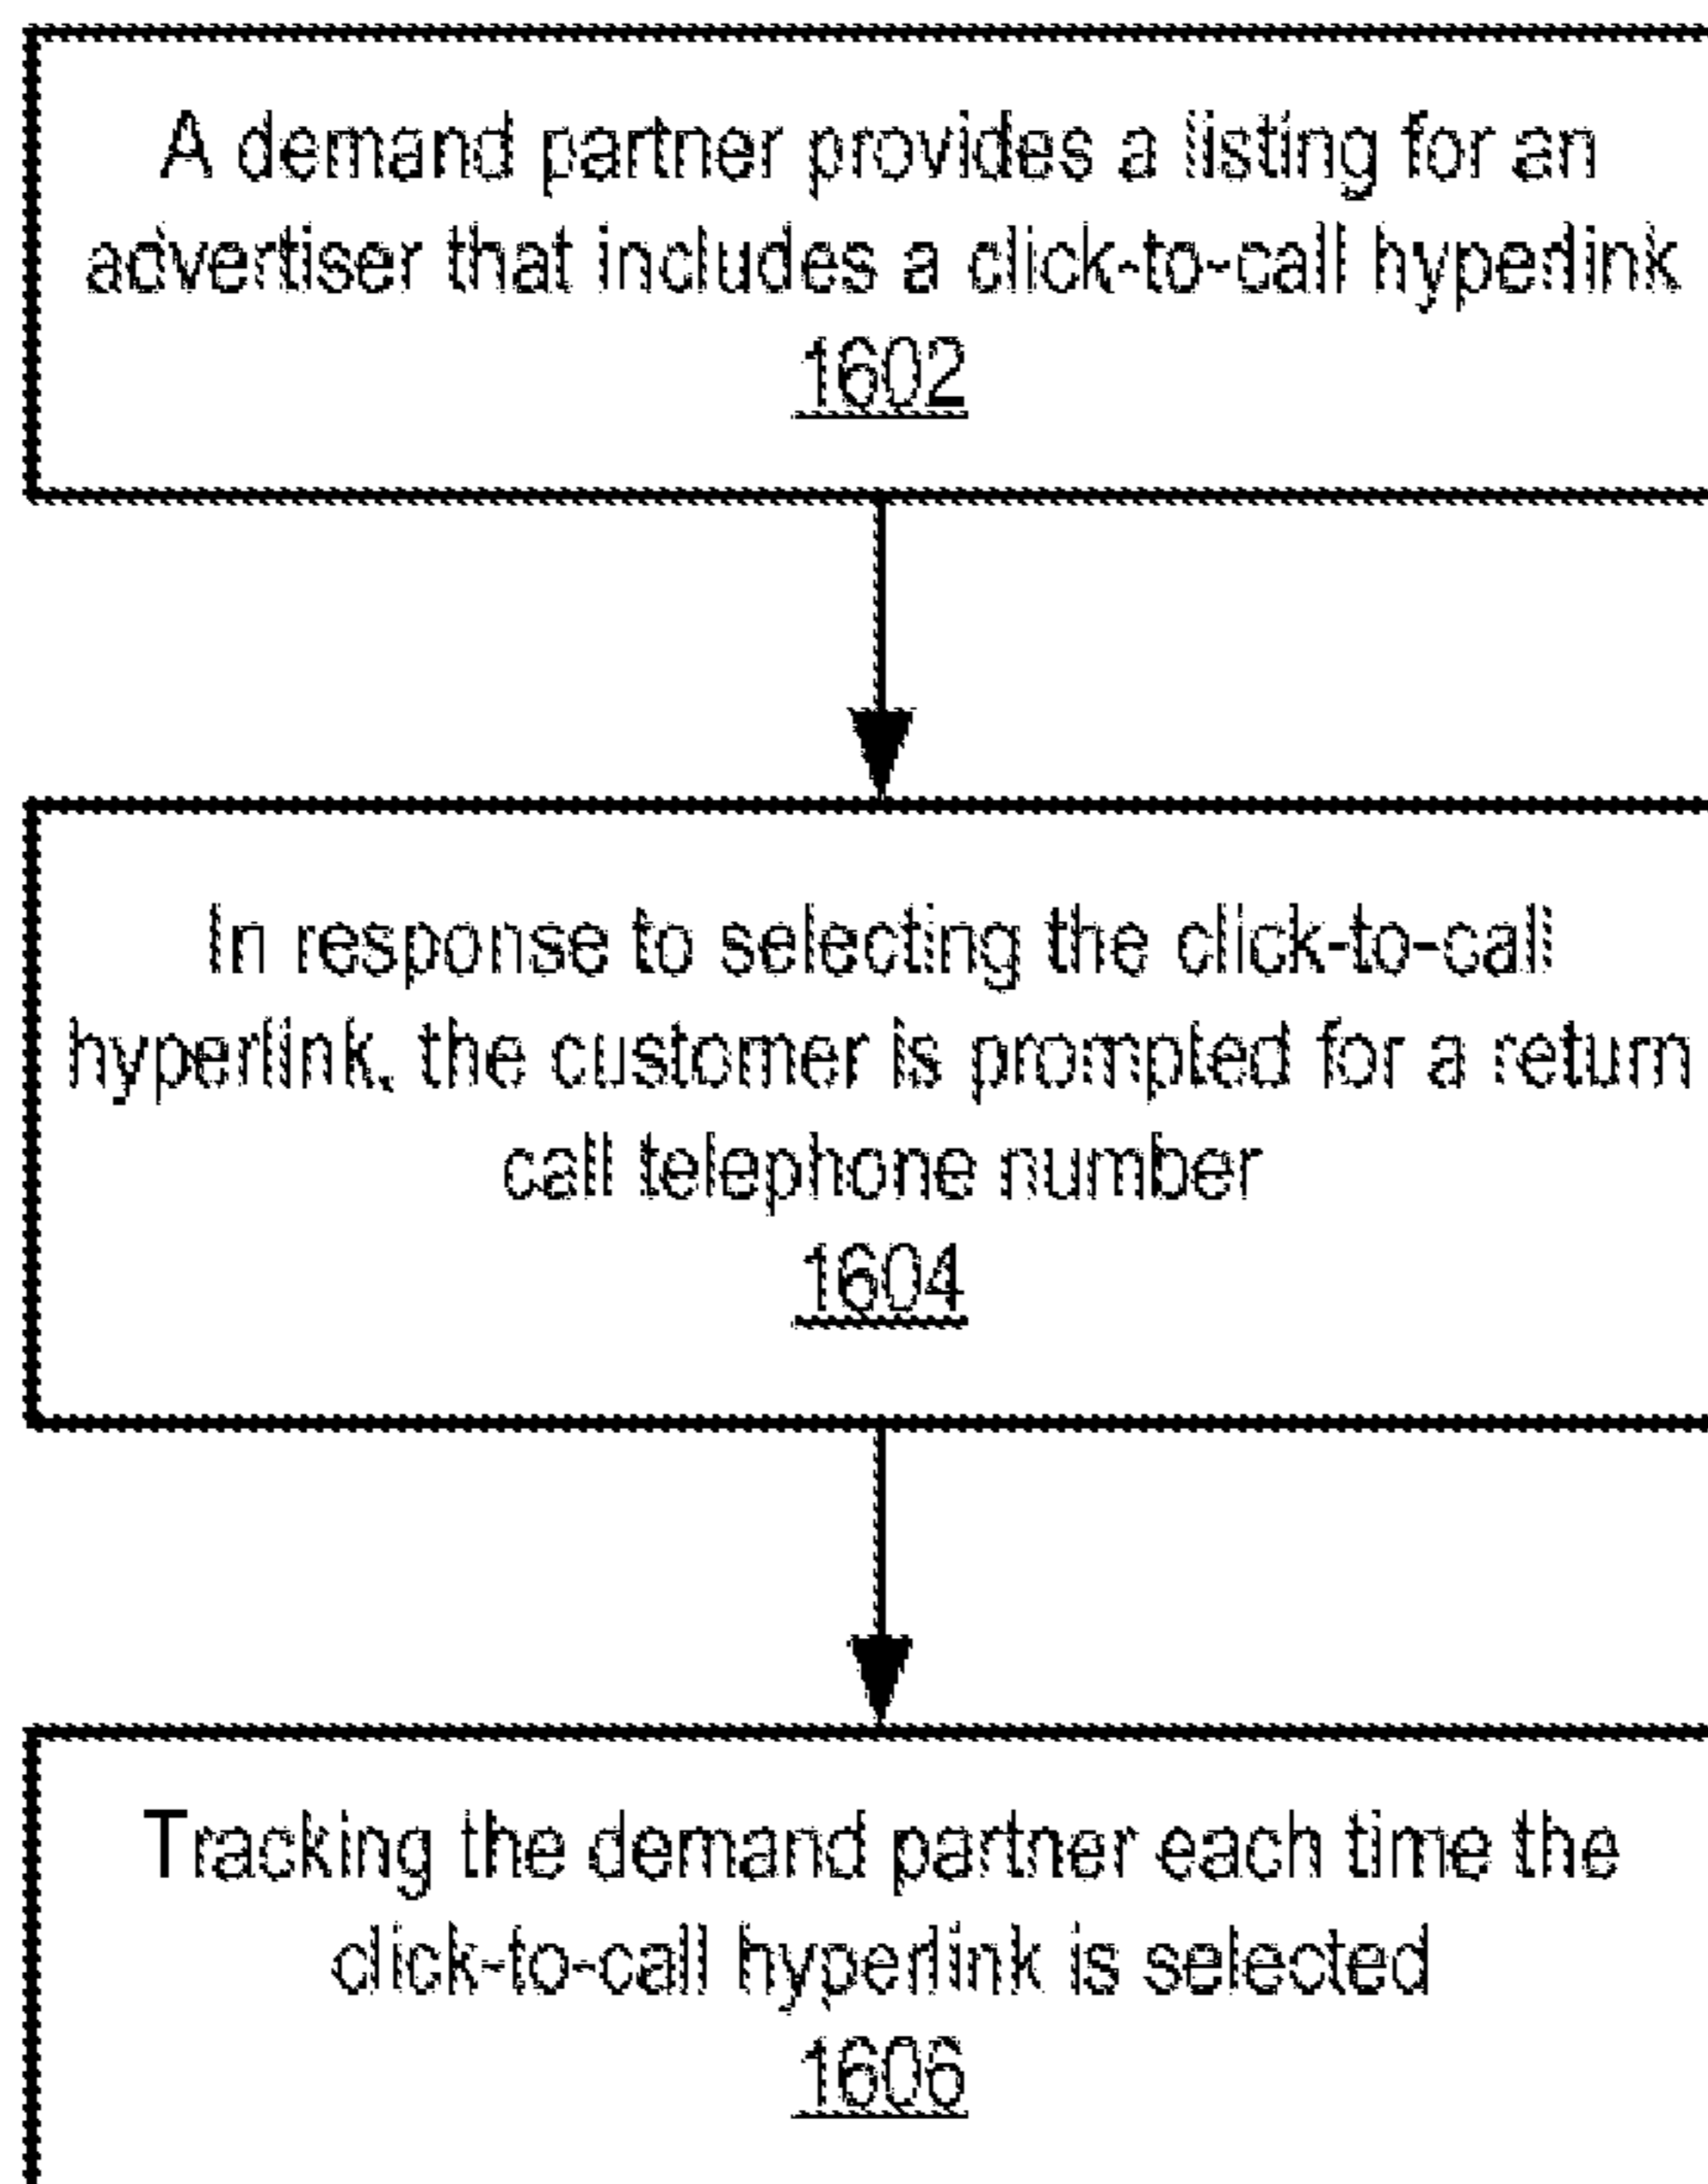 A demand partner provides a listing for an
advertiser that includes a click-to-call hyperlink
1602
In response to selecting the click-to-call
hyperlink, the customer is prompted for a return
call telephone number
1604
Tracking the demand partner each time the
click-to-call hyperlink is selected
1606